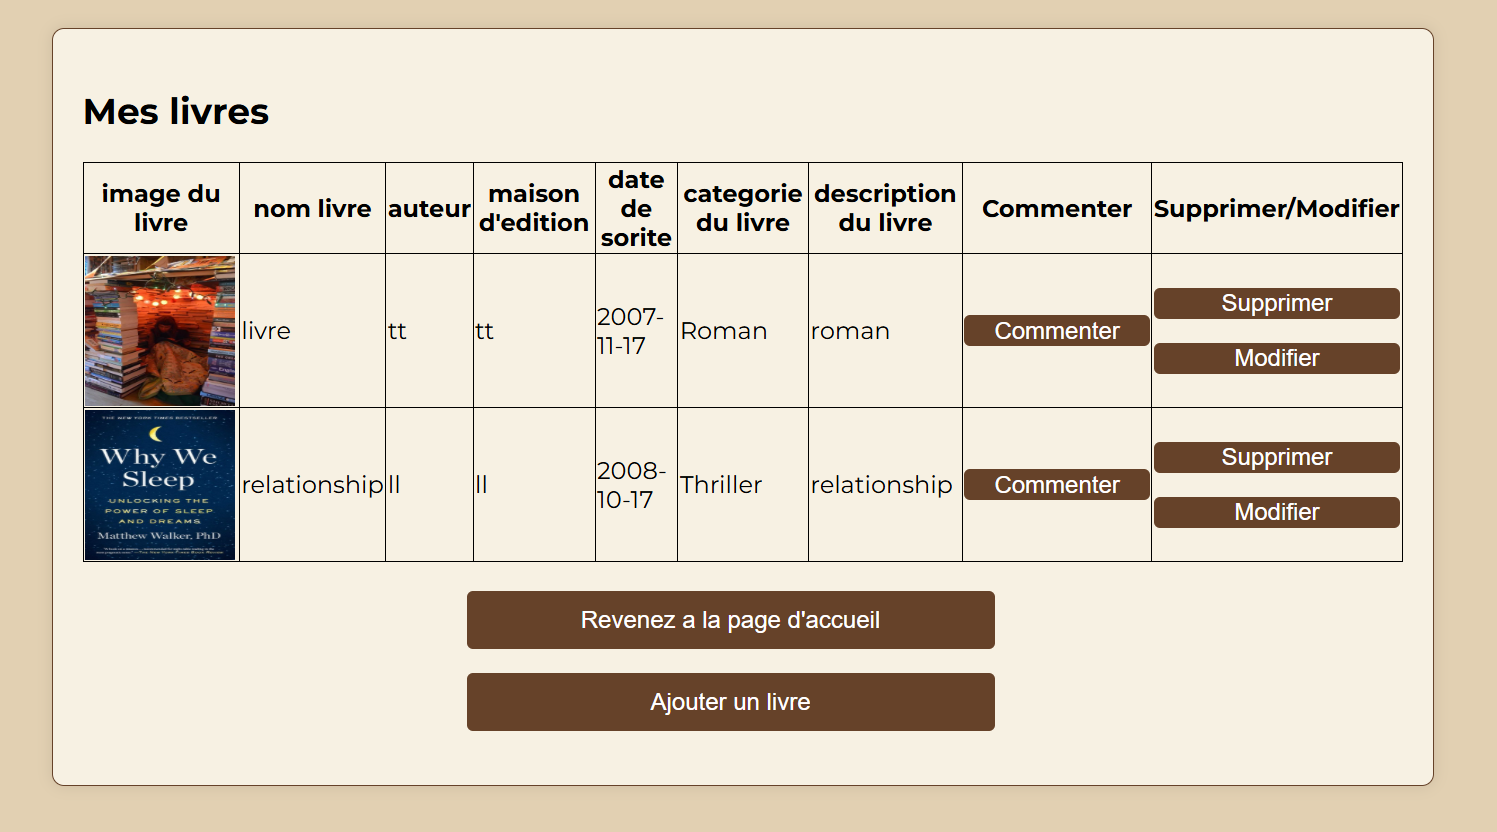 Mes livres
image du
livre
nom livre
auteur
maison
d'edition
date
de
sorite
categorie
du livre
description
du livre
Commenter
Supprimer/Modifier
livre
tt
tt
2007-
11-17
Roman
roman
Commenter
Supprimer
Modifier
THE NEW YORK TIMES BESTSELLER
Why We
Sleep
UNLOCKING THE
POWER OF SLEEP
AND DREAMS
Matthew Walker, PhD
relationship
ll
ll
2008-
10-17
Thriller
relationship
Commenter
Supprimer
Modifier
Revenez a la page d'accueil
Ajouter un livre